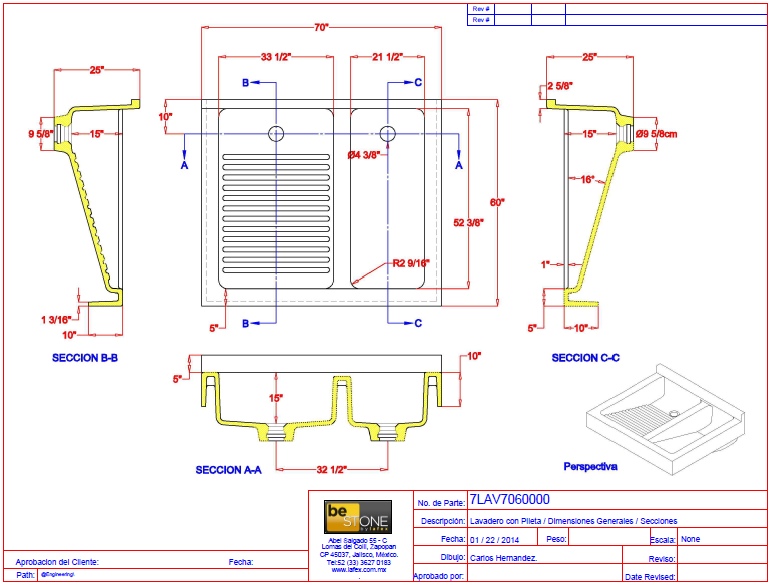 Rev #
Rev #
70"
33 1/2"
21 1/2"
25"
25"
B
C
2 5/8"
10"
9 5/8"
15"
15"
Ø9 5/8cm
A
Ø4 3/8"
A
16"
60"
52 3/8"
R2 9/16"
1"
1 3/16"
10"
5"
B
C
5"
10"
SECCION B-B
SECCION C-C
10"
5"
15"
SECCION A-A
32 1/2"
Perspectiva
be
STONE
by lafex
Abel Salgado 55 - C
Lomas del Colli, Zapopan
CP 45037, Jalisco, México.
Tel:52 (33) 3627 0183
www.lafex.com.mx
No. de Parte: 7LAV7060000
Descripción: Lavadero con Pileta / Dimensiones Generales / Secciones
Fecha: 01 / 22 / 2014 Peso: Escala: None
Dibujo: Carlos Hernandez. Reviso:
Aprobado por: Date Revised:
Aprobacion del Cliente: Fecha:
Path: @Engineering\